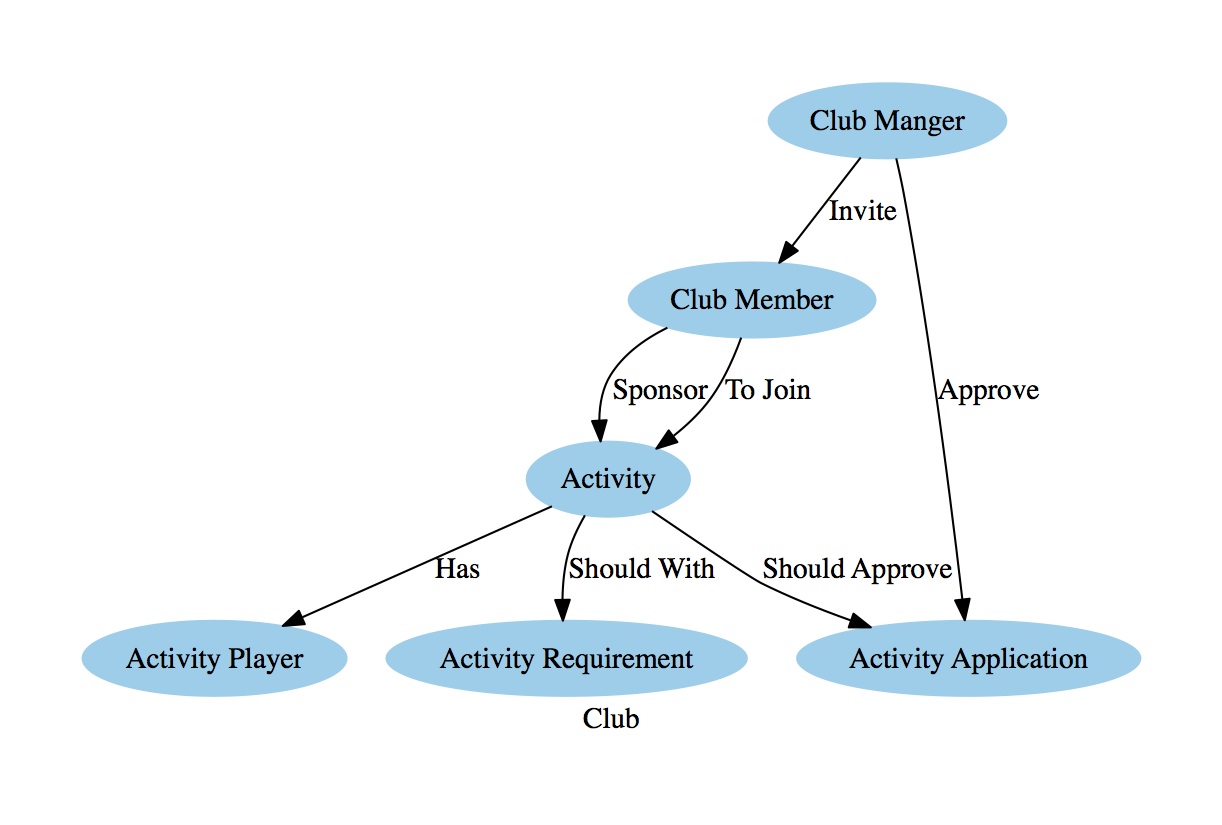 Club Manger
Invite
Club Member
Sponsor
To Join
Approve
Activity
Has
Should With
Should Approve
Activity Player
Activity Requirement
Activity Application
Club